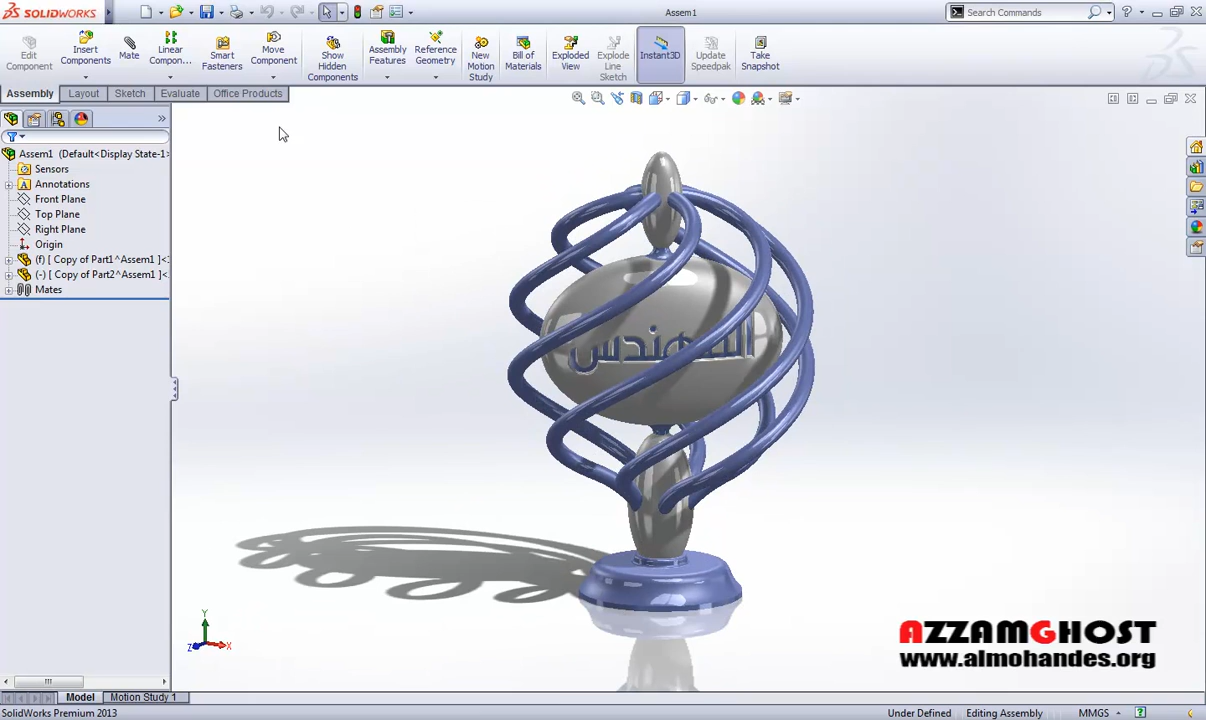 SOLIDWORKS
Assem1
Search Commands
Edit Component
Insert Components
Mate
Linear Compon...
Smart Fasteners
Move Component
Show Hidden Components
Assembly Features
Reference Geometry
New Motion Study
Bill of Materials
Exploded View
Explode Line Sketch
Instant3D
Update Speedpak
Take Snapshot
Assembly
Layout
Sketch
Evaluate
Office Products
Assem1 (Default<Display State-1>
Sensors
Annotations
Front Plane
Top Plane
Right Plane
Origin
(f) [ Copy of Part1^Assem1 ]<1
(-) [ Copy of Part2^Assem1 ]<1
Mates
المهندس
Y
Z
X
AZZAMGHOST
www.almohandes.org
Model
Motion Study 1
SolidWorks Premium 2013
Under Defined
Editing Assembly
MMGS